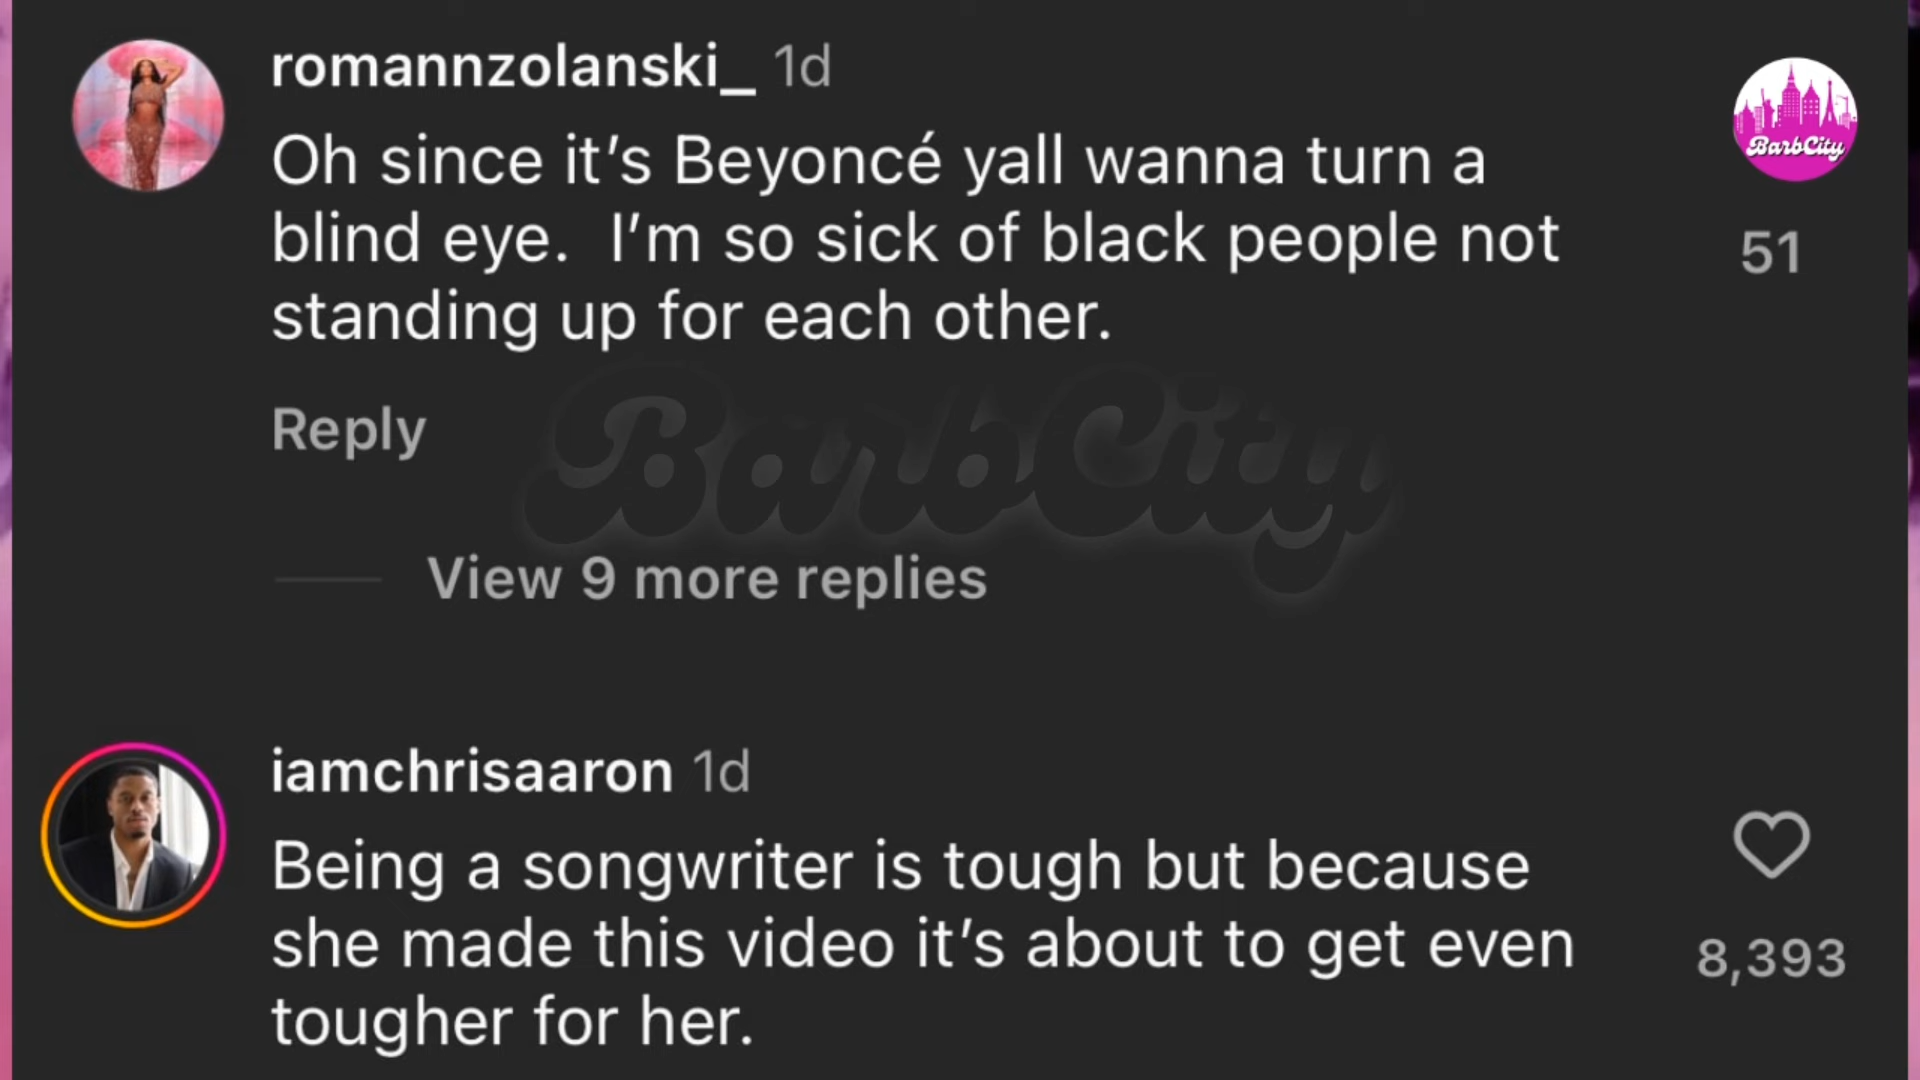 romannzolanski_ 1d
Oh since it’s Beyoncé yall wanna turn a
blind eye.  I’m so sick of black people not
standing up for each other.
Reply
BarbCity
51
BarbCity
View 9 more replies
iamchrisaaron 1d
Being a songwriter is tough but because
she made this video it’s about to get even
tougher for her.
8,393